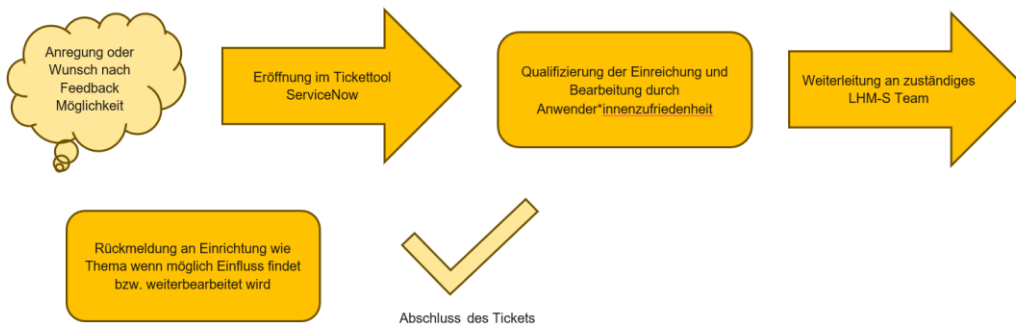 Anregung oder
Wunsch nach
Feedback
Möglichkeit
Eröffnung im Tickettool
ServiceNow
Qualifizierung der Einreichung und
Bearbeitung durch
Anwender*innenzufriedenheit
Weiterleitung an zuständiges
LHM-S Team
Rückmeldung an Einrichtung wie
Thema wenn möglich Einfluss findet
bzw. weiterbearbeitet wird
Abschluss des Tickets